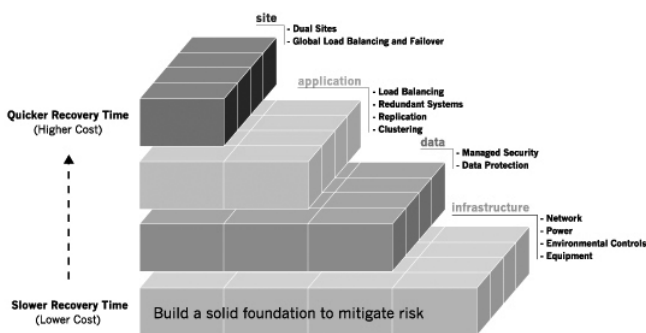 site
- Dual Sites
- Global Load Balancing and Failover
application
- Load Balancing
- Redundant Systems
- Replication
- Clustering
data
- Managed Security
- Data Protection
infrastructure
- Network
- Power
- Environmental Controls
- Equipment
Quicker Recovery Time
(Higher Cost)
Slower Recovery Time
(Lower Cost)
Build a solid foundation to mitigate risk